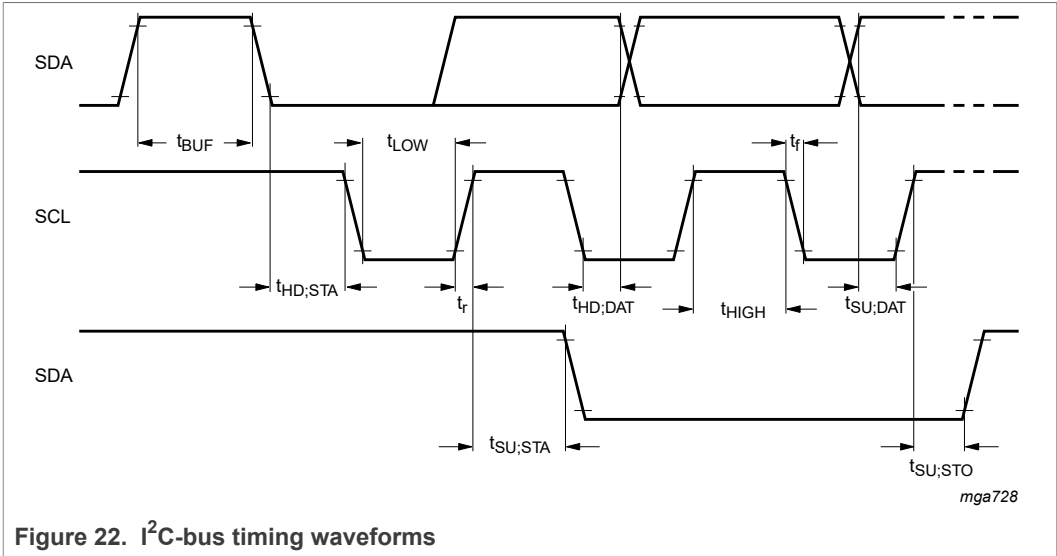 SDA
tBUF
tLOW
tf
SCL
tHD;STA
tr
tHD;DAT
tHIGH
tSU;DAT
SDA
tSU;STA
tSU;STO
mga728
Figure 22. I²C-bus timing waveforms